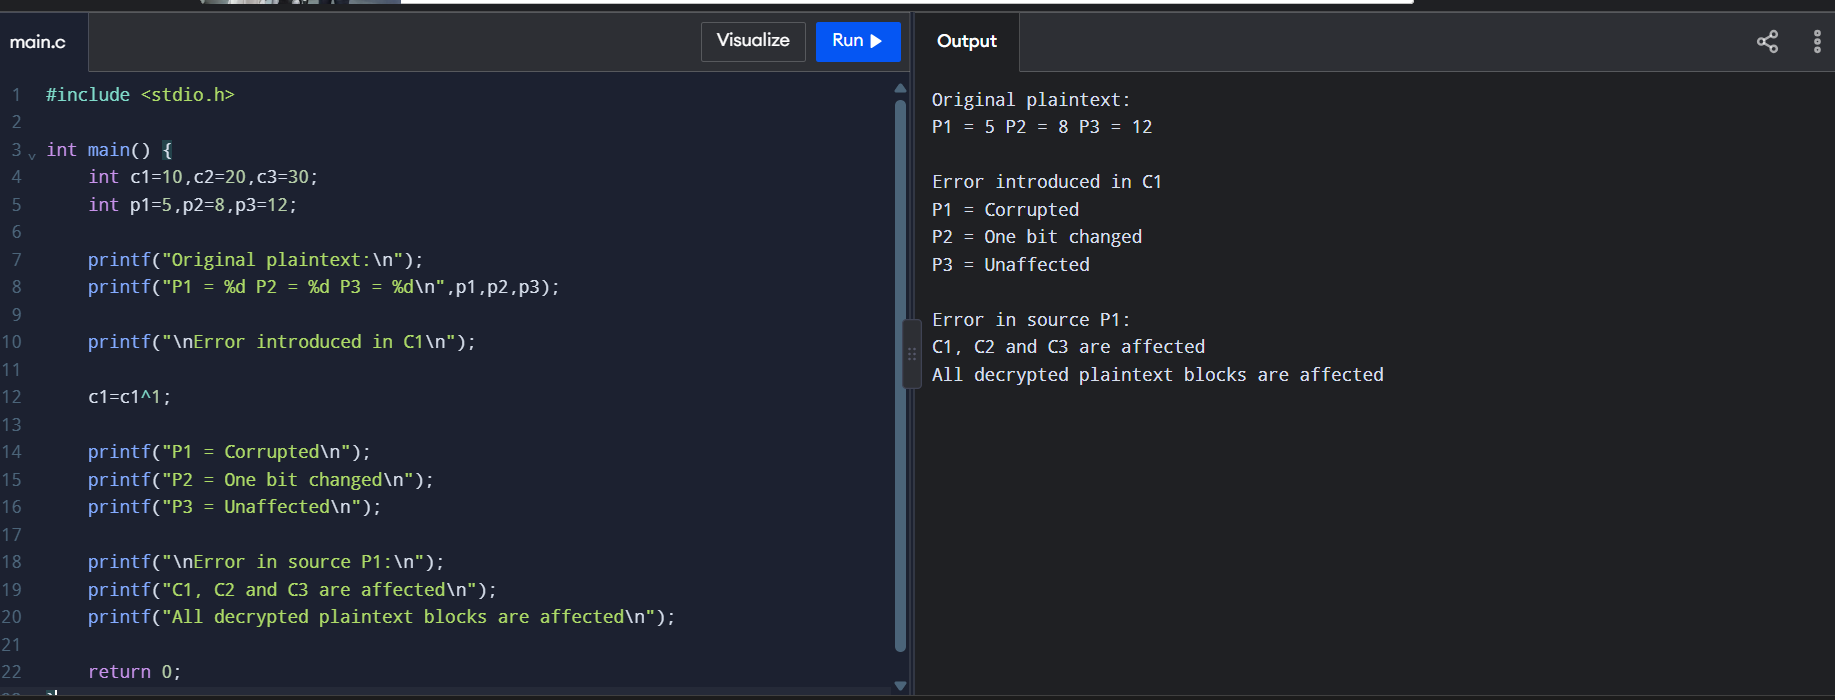 main.c
Visualize
Run
1 #include <stdio.h>
2
3 int main() {
4 int c1=10,c2=20,c3=30;
5 int p1=5,p2=8,p3=12;
6
7 printf("Original plaintext:\n");
8 printf("P1 = %d P2 = %d P3 = %d\n",p1,p2,p3);
9
10 printf("\nError introduced in C1\n");
11
12 c1=c1^1;
13
14 printf("P1 = Corrupted\n");
15 printf("P2 = One bit changed\n");
16 printf("P3 = Unaffected\n");
17
18 printf("\nError in source P1:\n");
19 printf("C1, C2 and C3 are affected\n");
20 printf("All decrypted plaintext blocks are affected\n");
21
22 return 0;
Output
Original plaintext:
P1 = 5 P2 = 8 P3 = 12
Error introduced in C1
P1 = Corrupted
P2 = One bit changed
P3 = Unaffected
Error in source P1:
C1, C2 and C3 are affected
All decrypted plaintext blocks are affected